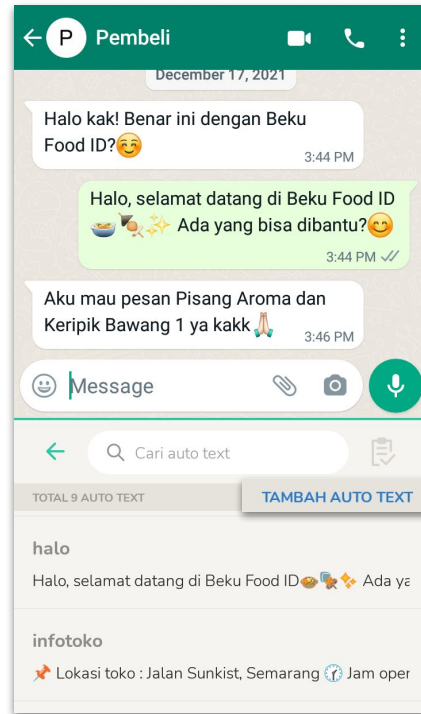 P Pembeli
December 17, 2021
Halo kak! Benar ini dengan Beku
Food ID?☺️
3:44 PM
Halo, selamat datang di Beku Food ID
🍜🍢✨ Ada yang bisa dibantu?😊
3:44 PM
Aku mau pesan Pisang Aroma dan
Keripik Bawang 1 ya kakk🙏🏻
3:46 PM
Message
Cari auto text
TOTAL 9 AUTO TEXT
TAMBAH AUTO TEXT
halo
Halo, selamat datang di Beku Food ID🍲🍢✨ Ada ya
infotoko
📌 Lokasi toko : Jalan Sunkist, Semarang 🕜 Jam oper